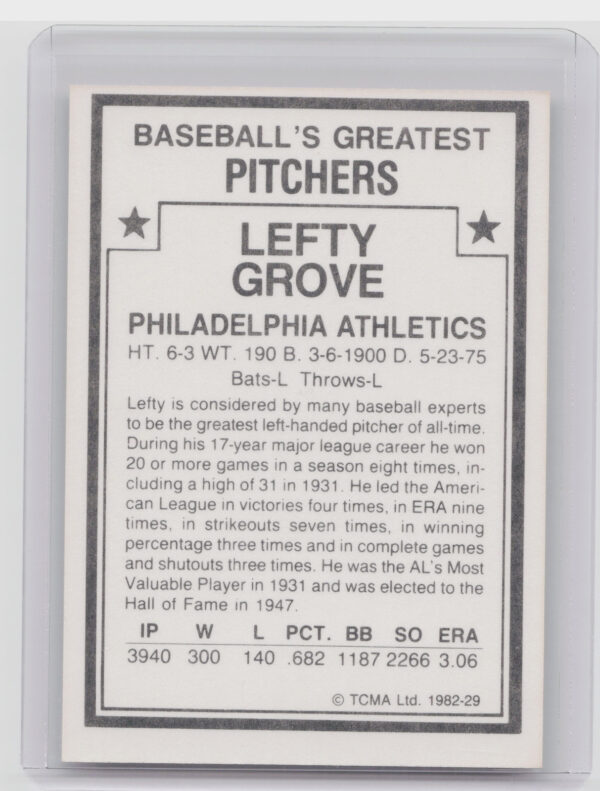 BASEBALL'S GREATEST
PITCHERS
LEFTY
GROVE
PHILADELPHIA ATHLETICS
HT. 6-3 WT. 190 B. 3-6-1900 D. 5-23-75
Bats-L Throws-L
Lefty is considered by many baseball experts
to be the greatest left-handed pitcher of all-time.
During his 17-year major league career he won
20 or more games in a season eight times, in-
cluding a high of 31 in 1931. He led the Ameri-
can League in victories four times, in ERA nine
times, in strikeouts seven times, in winning
percentage three times and in complete games
and shutouts three times. He was the AL's Most
Valuable Player in 1931 and was elected to the
Hall of Fame in 1947.
IP W L PCT. BB SO ERA
3940 300 140 .682 1187 2266 3.06
© TCMA Ltd. 1982-29